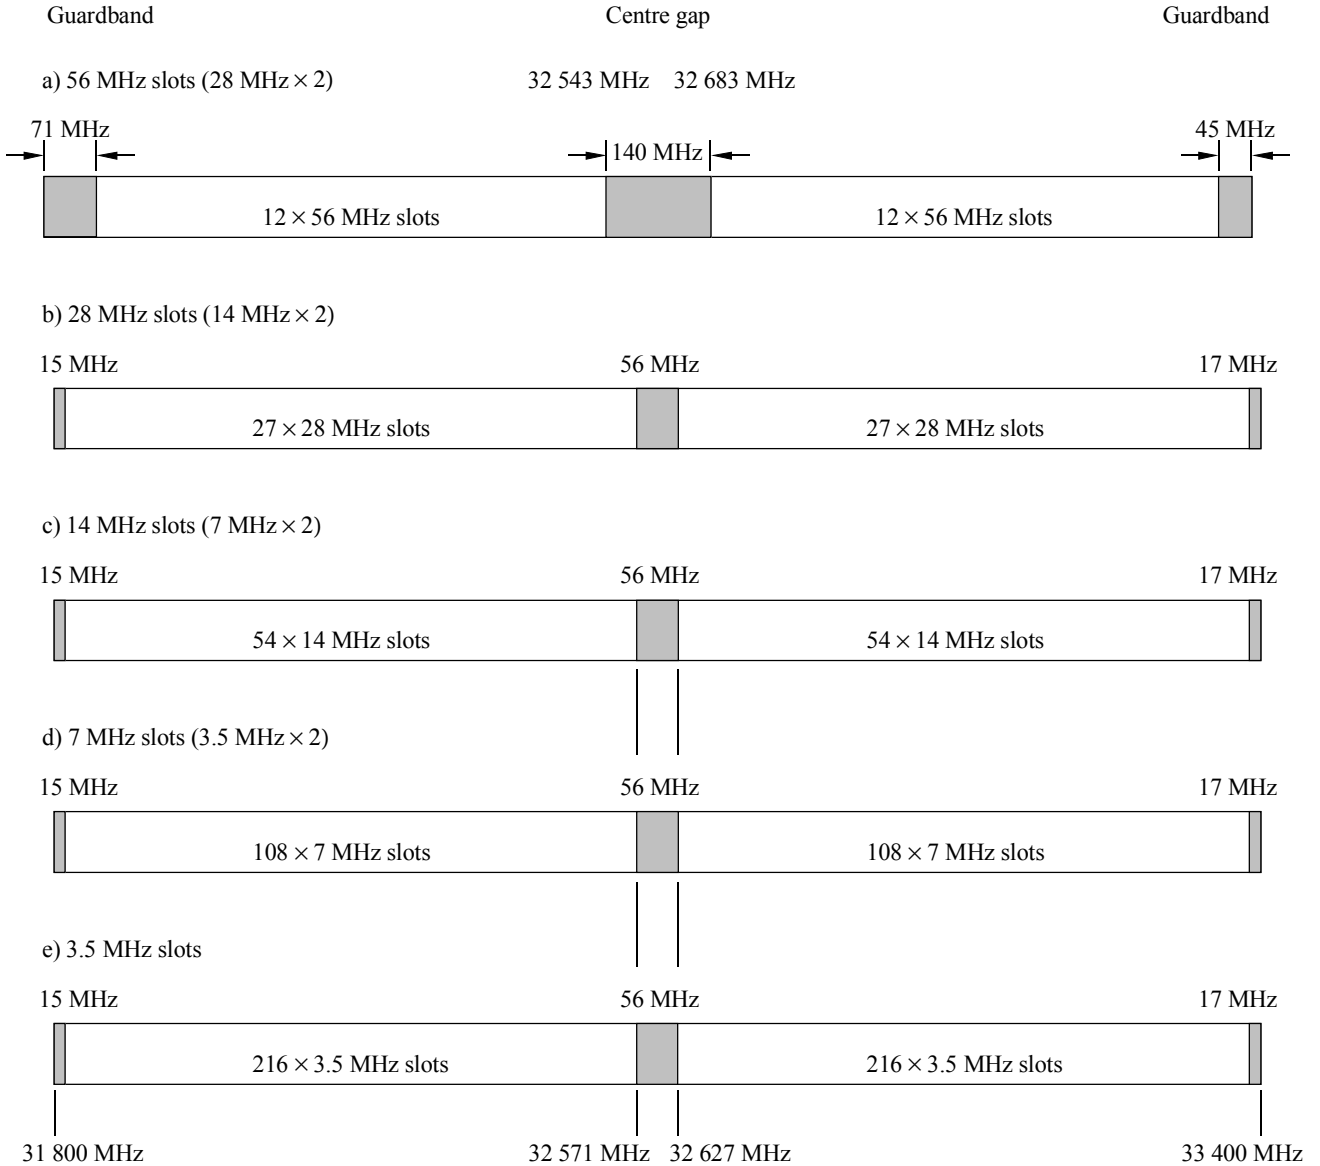 Guardband Centre gap Guardband
a) 56 MHz slots (28 MHz × 2) 32 543 MHz 32 683 MHz
71 MHz 45 MHz
140 MHz
12 × 56 MHz slots 12 × 56 MHz slots
b) 28 MHz slots (14 MHz × 2)
15 MHz 56 MHz 17 MHz
27 × 28 MHz slots 27 × 28 MHz slots
c) 14 MHz slots (7 MHz × 2)
15 MHz 56 MHz 17 MHz
54 × 14 MHz slots 54 × 14 MHz slots
d) 7 MHz slots (3.5 MHz × 2)
15 MHz 56 MHz 17 MHz
108 × 7 MHz slots 108 × 7 MHz slots
e) 3.5 MHz slots
15 MHz 56 MHz 17 MHz
216 × 3.5 MHz slots 216 × 3.5 MHz slots
31 800 MHz 32 571 MHz 32 627 MHz 33 400 MHz